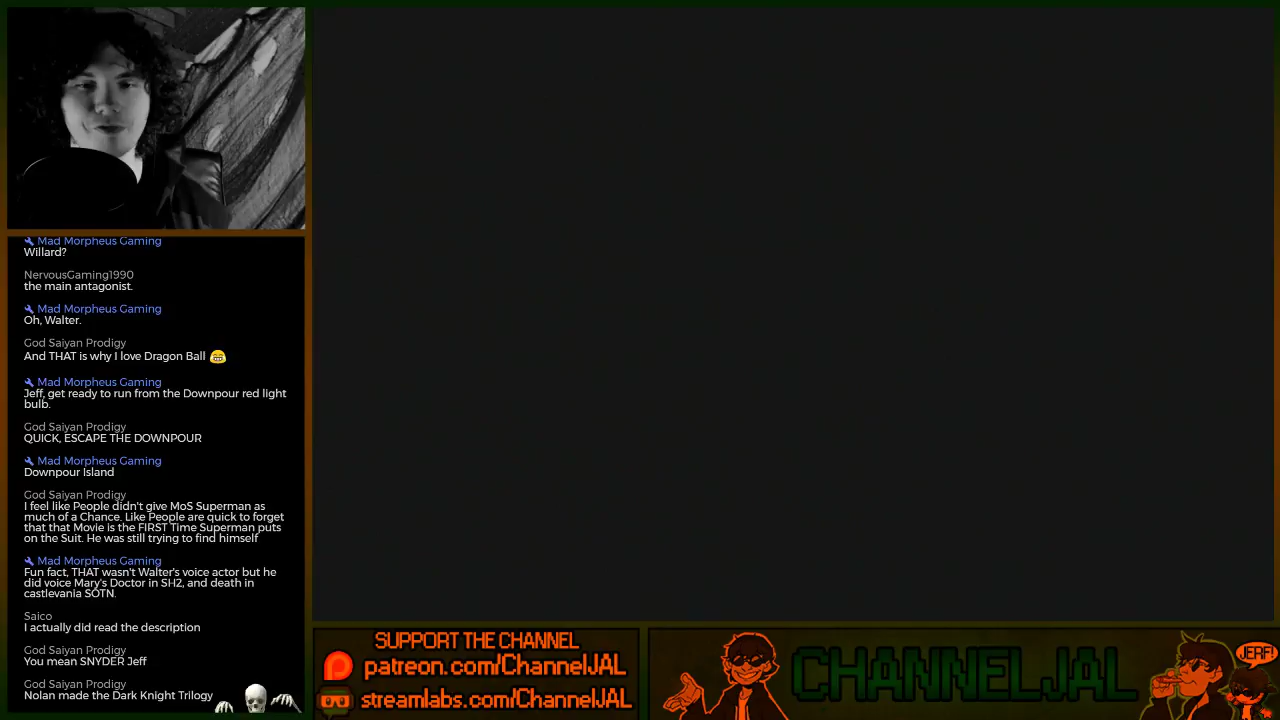 Mad Morpheus Gaming
Willard?
NervousGaming1990
the main antagonist.
Mad Morpheus Gaming
Oh, Walter.
God Saiyan Prodigy
And THAT is why I love Dragon Ball 😁
Mad Morpheus Gaming
Jeff, get ready to run from the Downpour red light
bulb.
God Saiyan Prodigy
QUICK, ESCAPE THE DOWNPOUR
Mad Morpheus Gaming
Downpour Island
God Saiyan Prodigy
I feel like People didn't give MoS Superman as
much of a Chance. Like People are quick to forget
that that Movie is the FIRST Time Superman puts
on the Suit. He was still trying to find himself
Mad Morpheus Gaming
Fun fact, THAT wasn't Walter's voice actor but he
did voice Mary's Doctor in SH2, and death in
castlevania SOTN.
Saico
I actually did read the description
God Saiyan Prodigy
You mean SNYDER Jeff
God Saiyan Prodigy
Nolan made the Dark Knight Trilogy
SUPPORT THE CHANNEL
patreon.com/ChannelJAL
streamlabs.com/ChannelJAL
CHANNELJAL
JERF!